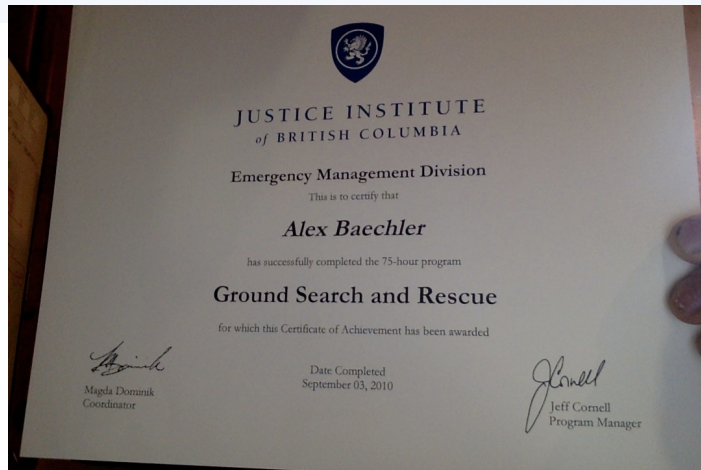 JUSTICE INSTITUTE
of BRITISH COLUMBIA
Emergency Management Division
This is to certify that
Alex Baechler
has successfully completed the 75-hour program
Ground Search and Rescue
for which this Certificate of Achievement has been awarded
Magda Dominik
Coordinator
Date Completed
September 03, 2010
JCornell
Jeff Cornell
Program Manager